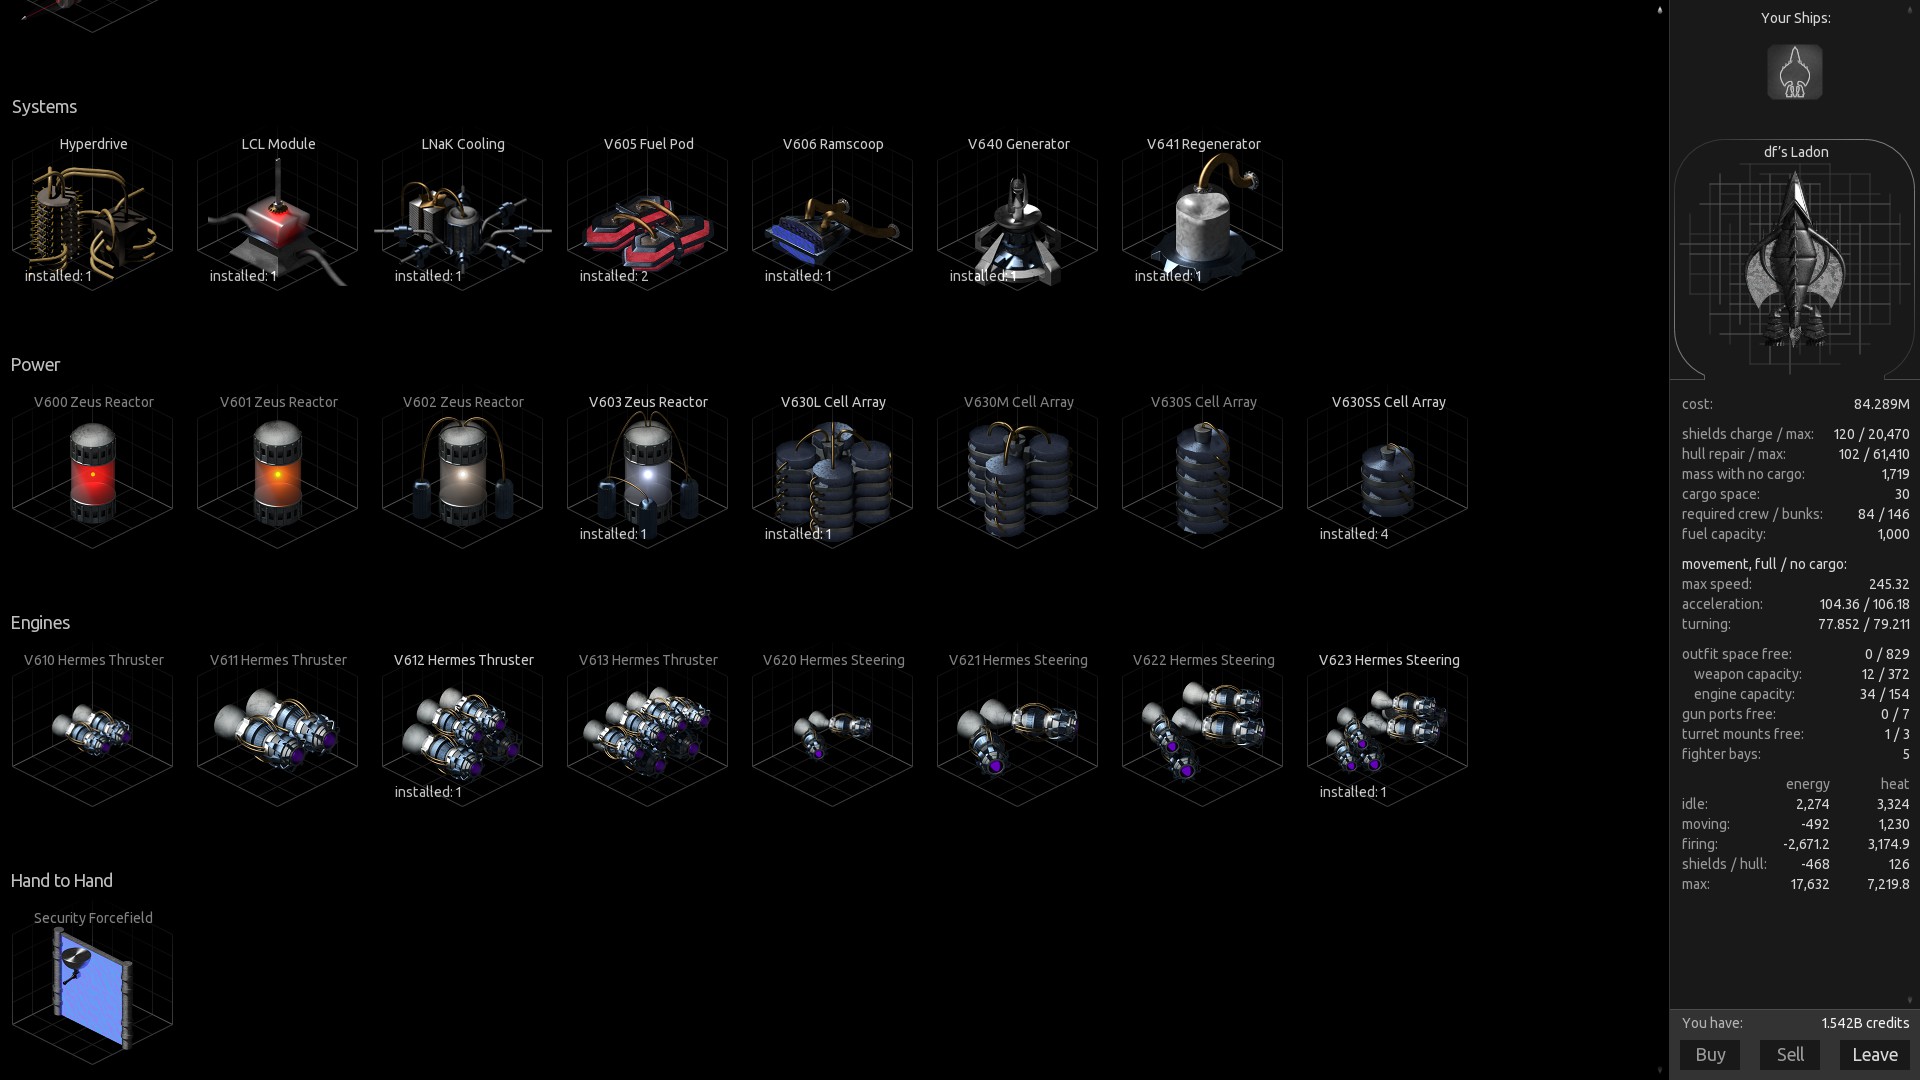 Systems
Hyperdrive
installed: 1
LCL Module
installed: 1
LNaK Cooling
installed: 1
V605 Fuel Pod
installed: 2
V606 Ramscoop
installed: 1
V640 Generator
installed: 1
V641 Regenerator
installed: 1
Power
V600 Zeus Reactor
V601 Zeus Reactor
V602 Zeus Reactor
V603 Zeus Reactor
installed: 1
V630L Cell Array
installed: 1
V630M Cell Array
V630S Cell Array
V630SS Cell Array
installed: 4
Engines
V610 Hermes Thruster
V611 Hermes Thruster
V612 Hermes Thruster
installed: 1
V613 Hermes Thruster
V620 Hermes Steering
V621 Hermes Steering
V622 Hermes Steering
V623 Hermes Steering
installed: 1
Hand to Hand
Security Forcefield
Your Ships:
df's Ladon
cost: 84.289M
shields charge / max: 120 / 20,470
hull repair / max: 102 / 61,410
mass with no cargo: 1,719
cargo space: 30
required crew / bunks: 84 / 146
fuel capacity: 1,000
movement, full / no cargo:
max speed: 245.32
acceleration: 104.36 / 106.18
turning: 77.852 / 79.211
outfit space free: 0 / 829
weapon capacity: 12 / 372
engine capacity: 34 / 154
gun ports free: 0 / 7
turret mounts free: 1 / 3
fighter bays: 5
energy heat
idle: 2,274 3,324
moving: -492 1,230
firing: -2,671.2 3,174.9
shields / hull: -468 126
max: 17,632 7,219.8
You have: 1.542B credits
Buy Sell Leave